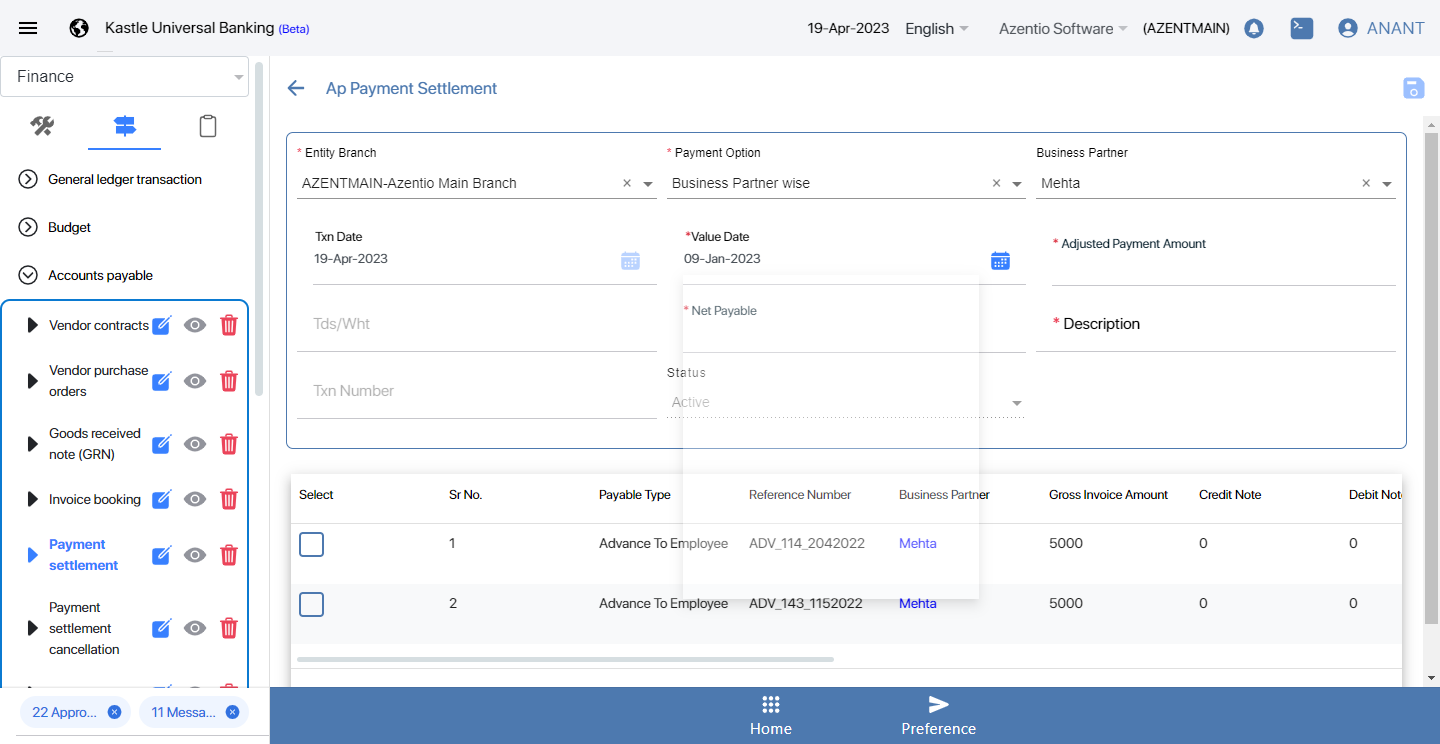 Kastle Universal Banking (Beta)
19-Apr-2023
English
Azentio Software
(AZENTMAIN)
ANANT
Finance
General ledger transaction
Budget
Accounts payable
Vendor contracts
Vendor purchase
orders
Goods received
note (GRN)
Invoice booking
Payment
settlement
Payment
settlement
cancellation
22 Appro...
11 Messa...
Ap Payment Settlement
* Entity Branch
* Payment Option
Business Partner
AZENTMAIN-Azentio Main Branch
Business Partner wise
Mehta
Txn Date
*Value Date
* Adjusted Payment Amount
19-Apr-2023
09-Jan-2023
Tds/Wht
* Net Payable
* Description
Txn Number
Status
Active
Select Sr No. Payable Type Reference Number Business Partner Gross Invoice Amount Credit Note Debit Not
1 Advance To Employee ADV_114_2042022 Mehta 5000 0 0
2 Advance To Employee ADV_143_1152022 Mehta 5000 0 0
Home
Preference